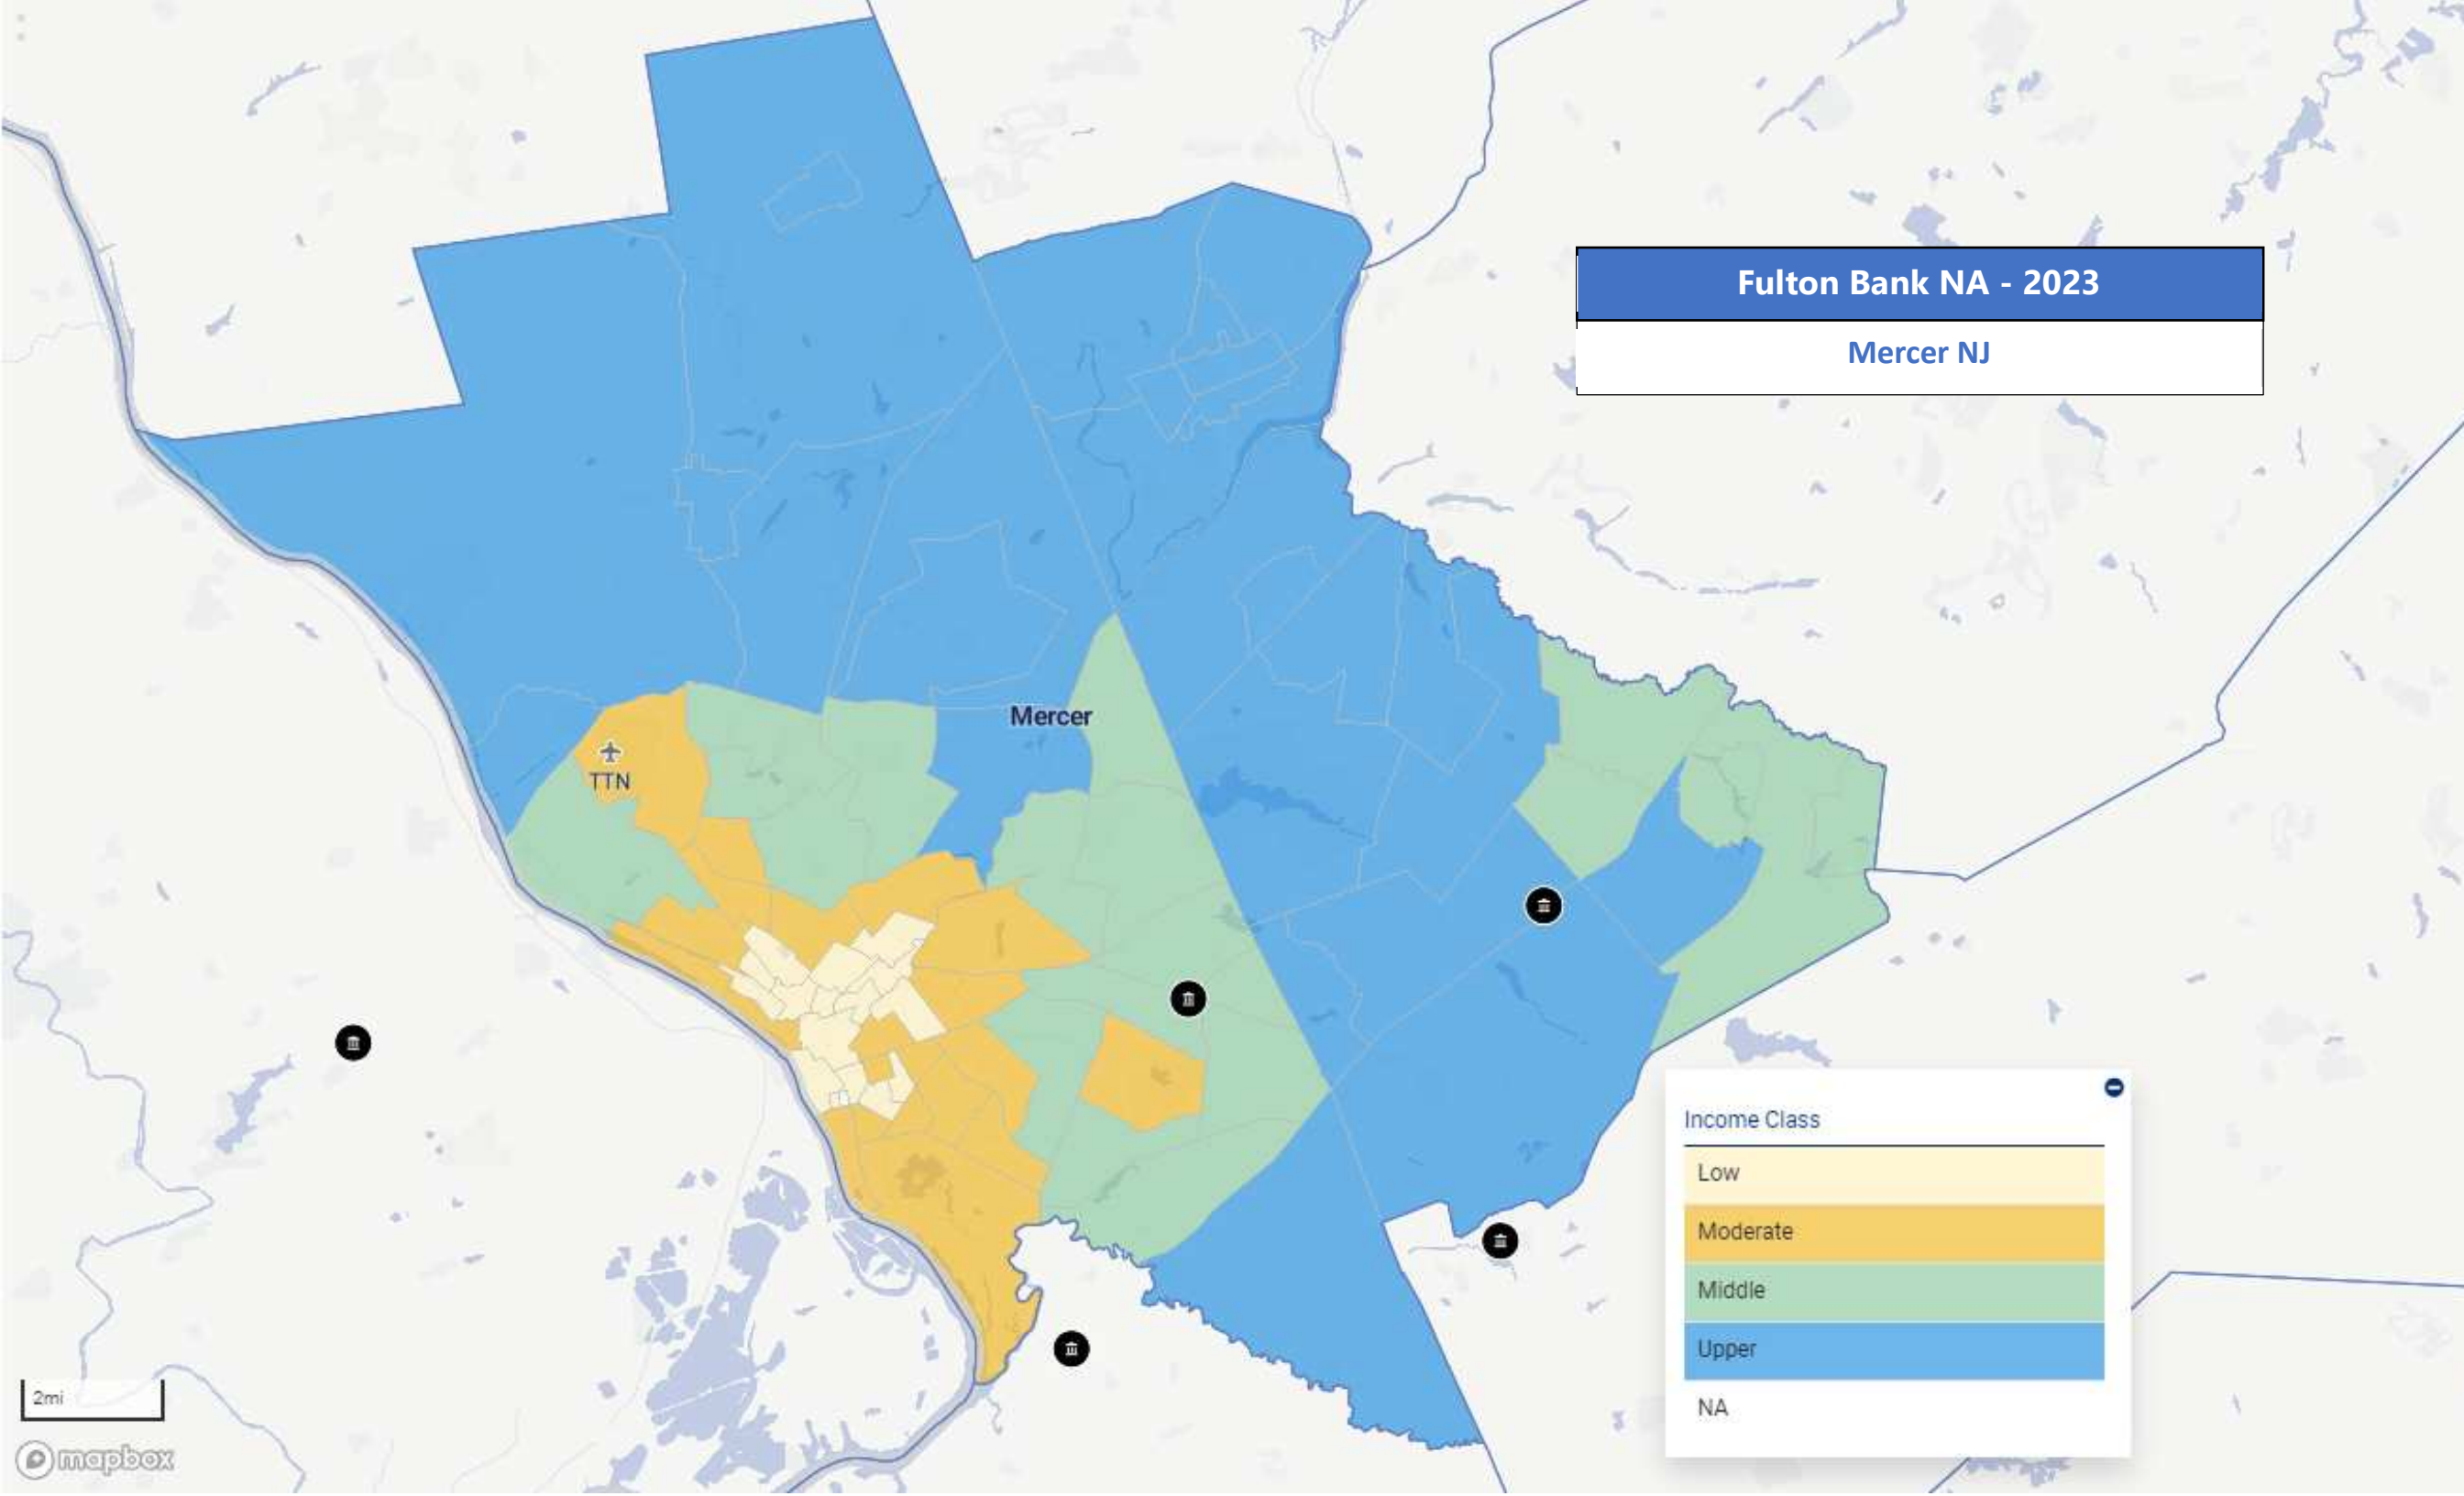 Fulton Bank NA - 2023
Mercer NJ
Mercer
TTN
Income Class
Low
Moderate
Middle
Upper
NA
2mi
mapbox